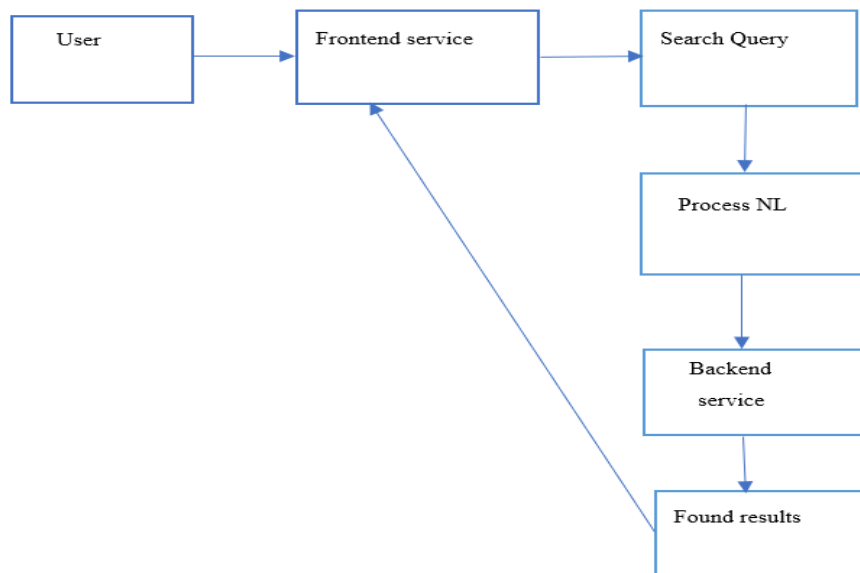 User
Frontend service
Search Query
Process NL
Backend
service
Found results